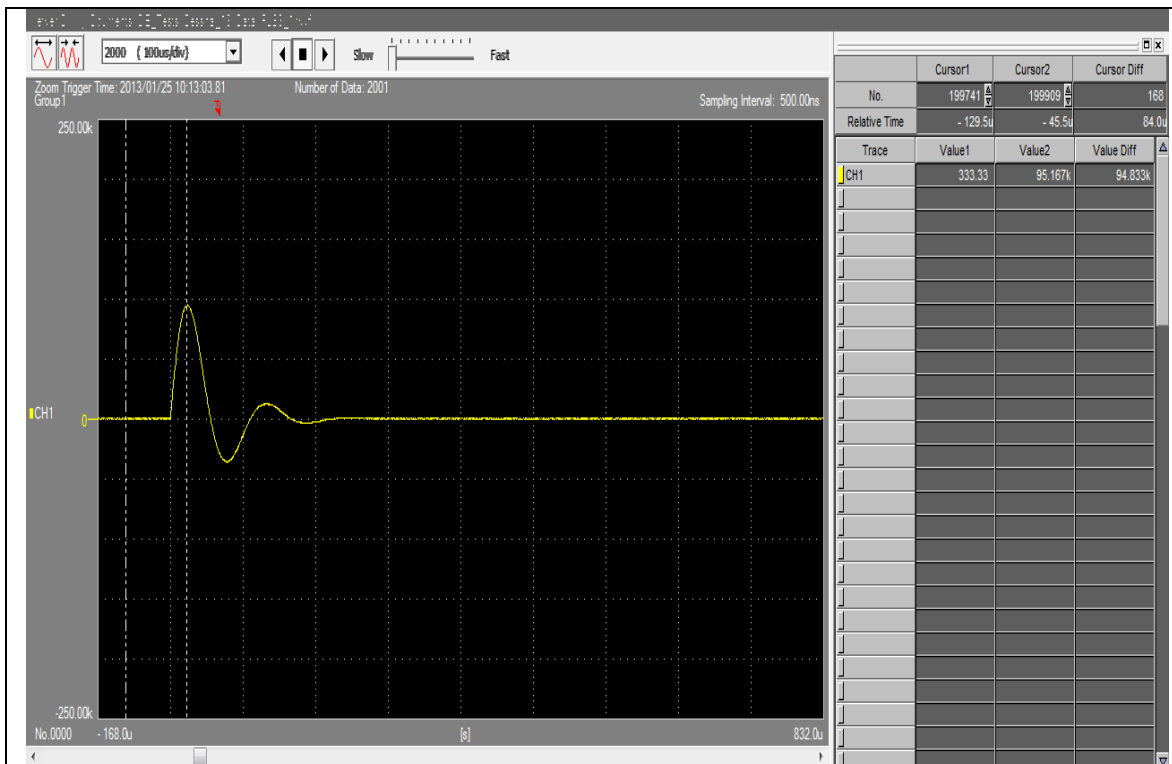 2000 ( 100us/div)
Slow
Fast
Zoom Trigger Time: 2013/01/25 10:13:03.81
Number of Data: 2001
Group1
Sampling Interval: 500.00ns
250.00k
CH1
0
-250.00k
No.0000
- 168.0u
[s]
832.0u
Cursor1 Cursor2 Cursor Diff
No. 199741 199909 168
Relative Time - 129.5u - 45.5u 84.0u
Trace Value1 Value2 Value Diff
CH1 333.33 95.167k 94.833k